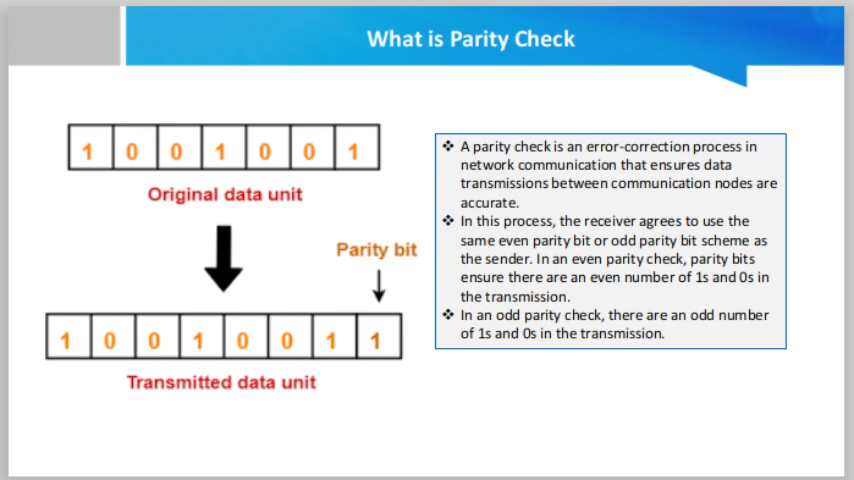 What is Parity Check
1 0 0 1 0 0 1
Original data unit
Parity bit
1 0 0 1 0 0 1 1
Transmitted data unit
❖ A parity check is an error-correction process in
network communication that ensures data
transmissions between communication nodes are
accurate.
❖ In this process, the receiver agrees to use the
same even parity bit or odd parity bit scheme as
the sender. In an even parity check, parity bits
ensure there are an even number of 1s and 0s in
the transmission.
❖ In an odd parity check, there are an odd number
of 1s and 0s in the transmission.